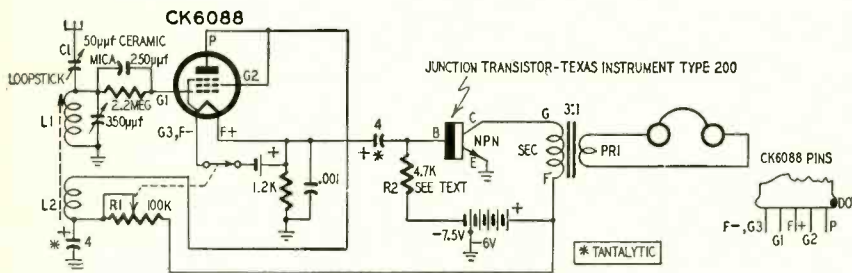 CK6088
50μμf CERAMIC
C1
MICA
250μμf
LOOPSTICK
2.2MEG
G1
350μμf
L1
P
G2
G3,F-
F+
L2
R1
100K
+
*
4
+
1.2K
.001
4
+
*
JUNCTION TRANSISTOR-TEXAS INSTRUMENT TYPE 200
B
C
NPN
E
4.7K
R2
SEE TEXT
-7.5V
-6V
+
G
3:1
SEC
PRI
F
* TANTALYTIC
CK6088 PINS
DOT
F-,G3
G1
F+
G2
P